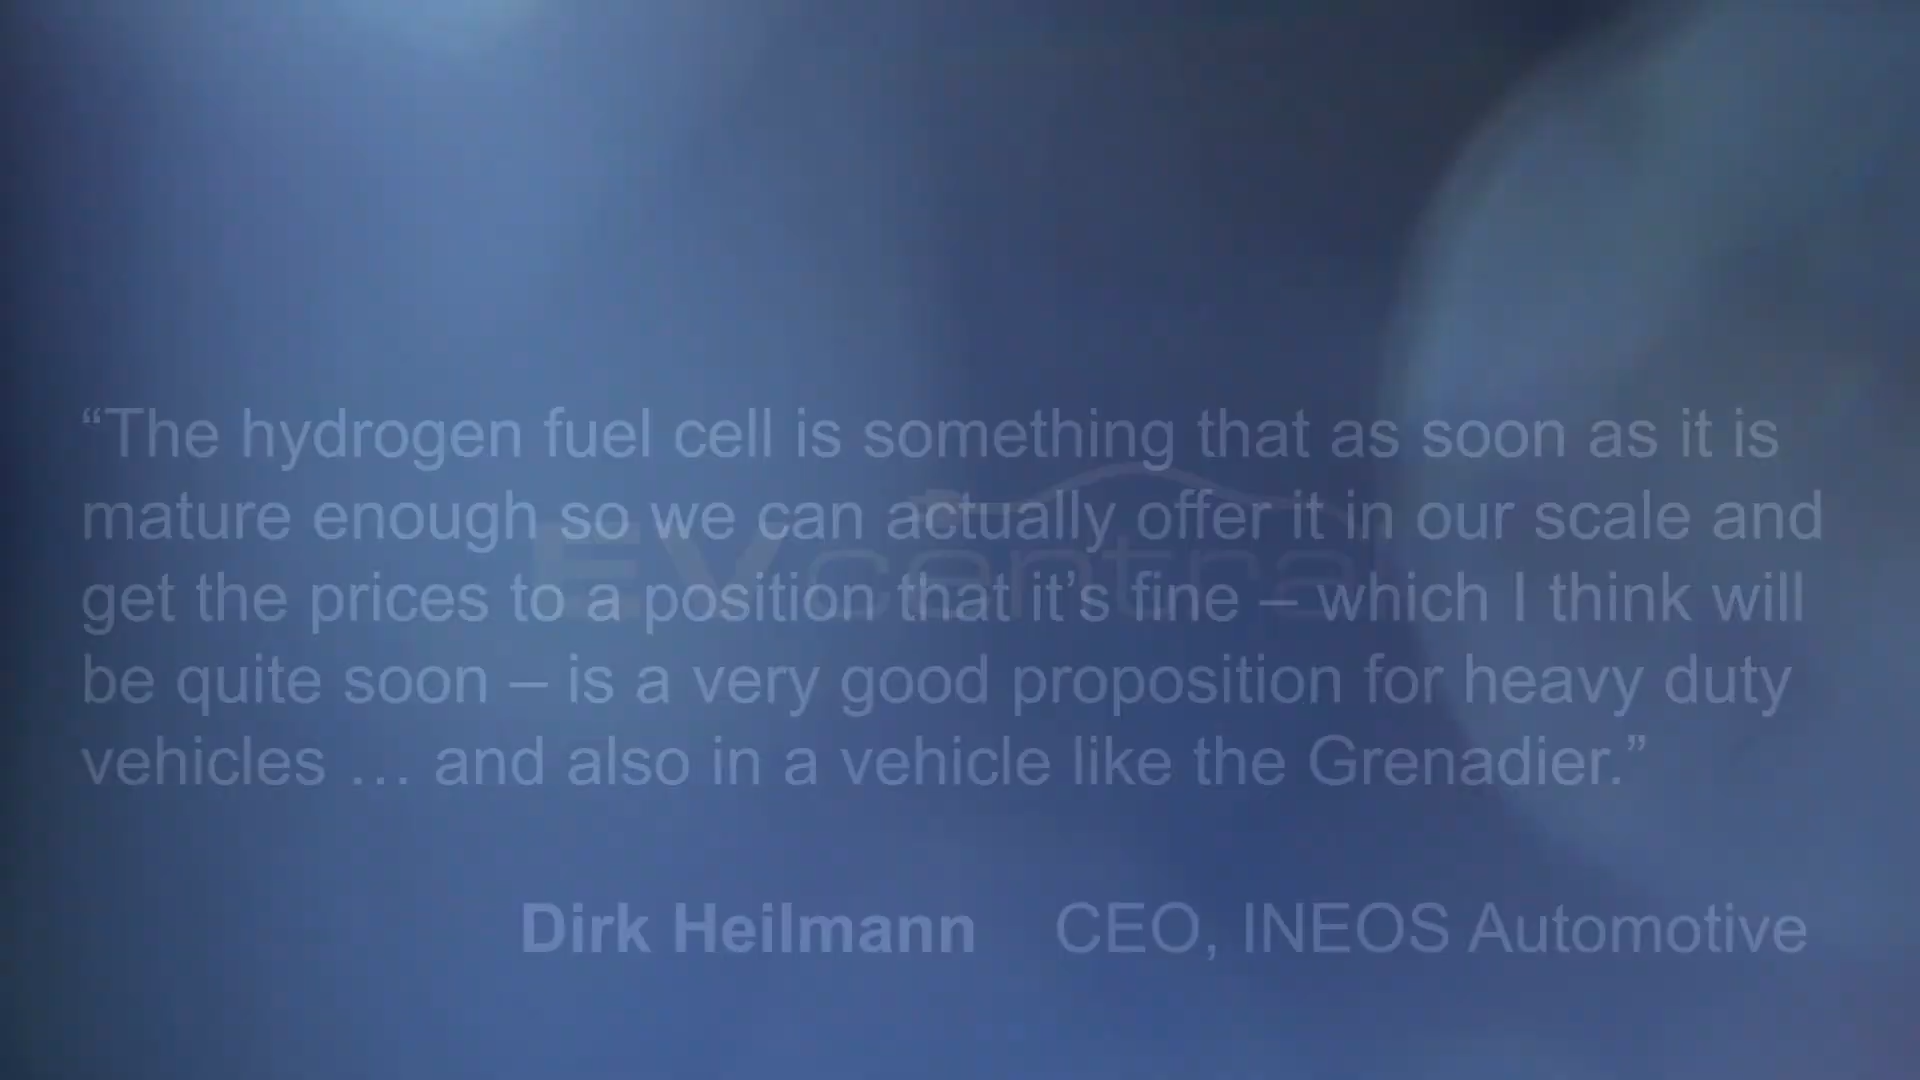 “The hydrogen fuel cell is something that as soon as it is
mature enough so we can actually offer it in our scale and
get the prices to a position that it’s fine – which I think will
be quite soon – is a very good proposition for heavy duty
vehicles … and also in a vehicle like the Grenadier.”
Dirk Heilmann CEO, INEOS Automotive
EVcentral